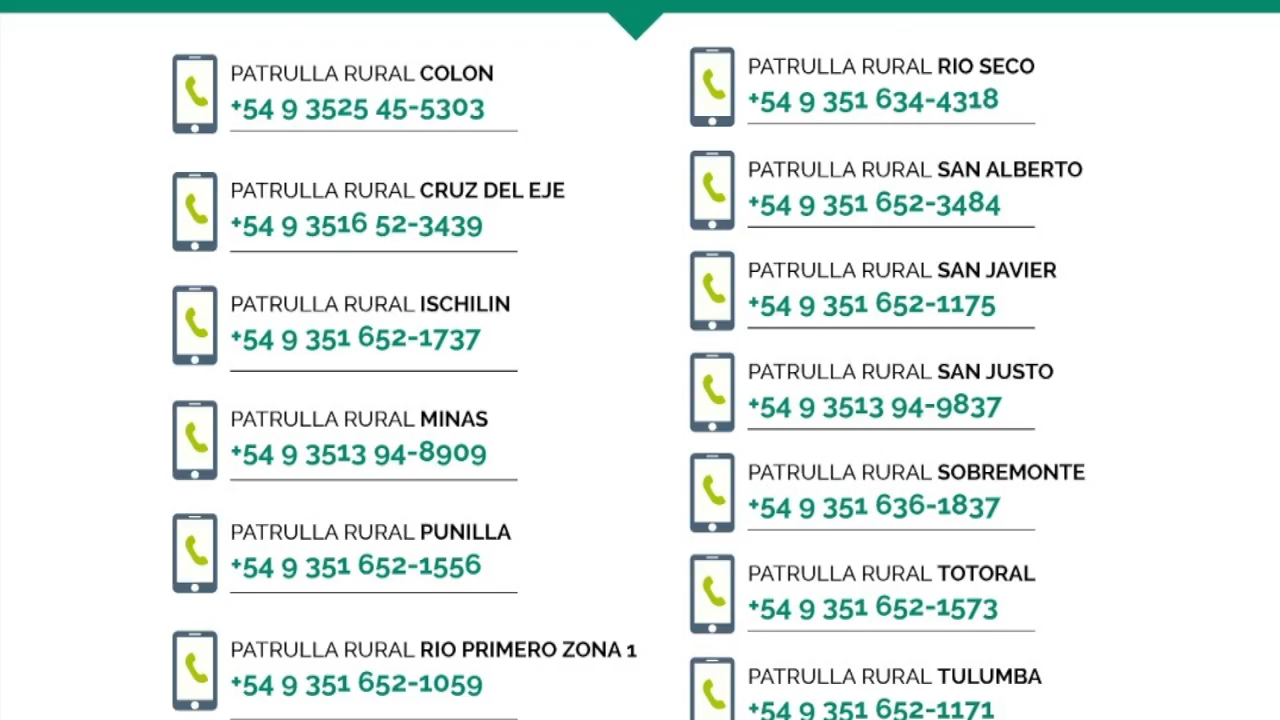 PATRULLA RURAL COLON
+54 9 3525 45-5303
PATRULLA RURAL CRUZ DEL EJE
+54 9 3516 52-3439
PATRULLA RURAL ISCHILIN
+54 9 351 652-1737
PATRULLA RURAL MINAS
+54 9 3513 94-8909
PATRULLA RURAL PUNILLA
+54 9 351 652-1556
PATRULLA RURAL RIO PRIMERO ZONA 1
+54 9 351 652-1059
PATRULLA RURAL RIO SECO
+54 9 351 634-4318
PATRULLA RURAL SAN ALBERTO
+54 9 351 652-3484
PATRULLA RURAL SAN JAVIER
+54 9 351 652-1175
PATRULLA RURAL SAN JUSTO
+54 9 3513 94-9837
PATRULLA RURAL SOBREMONTE
+54 9 351 636-1837
PATRULLA RURAL TOTORAL
+54 9 351 652-1573
PATRULLA RURAL TULUMBA
+54 9 351 652-1171